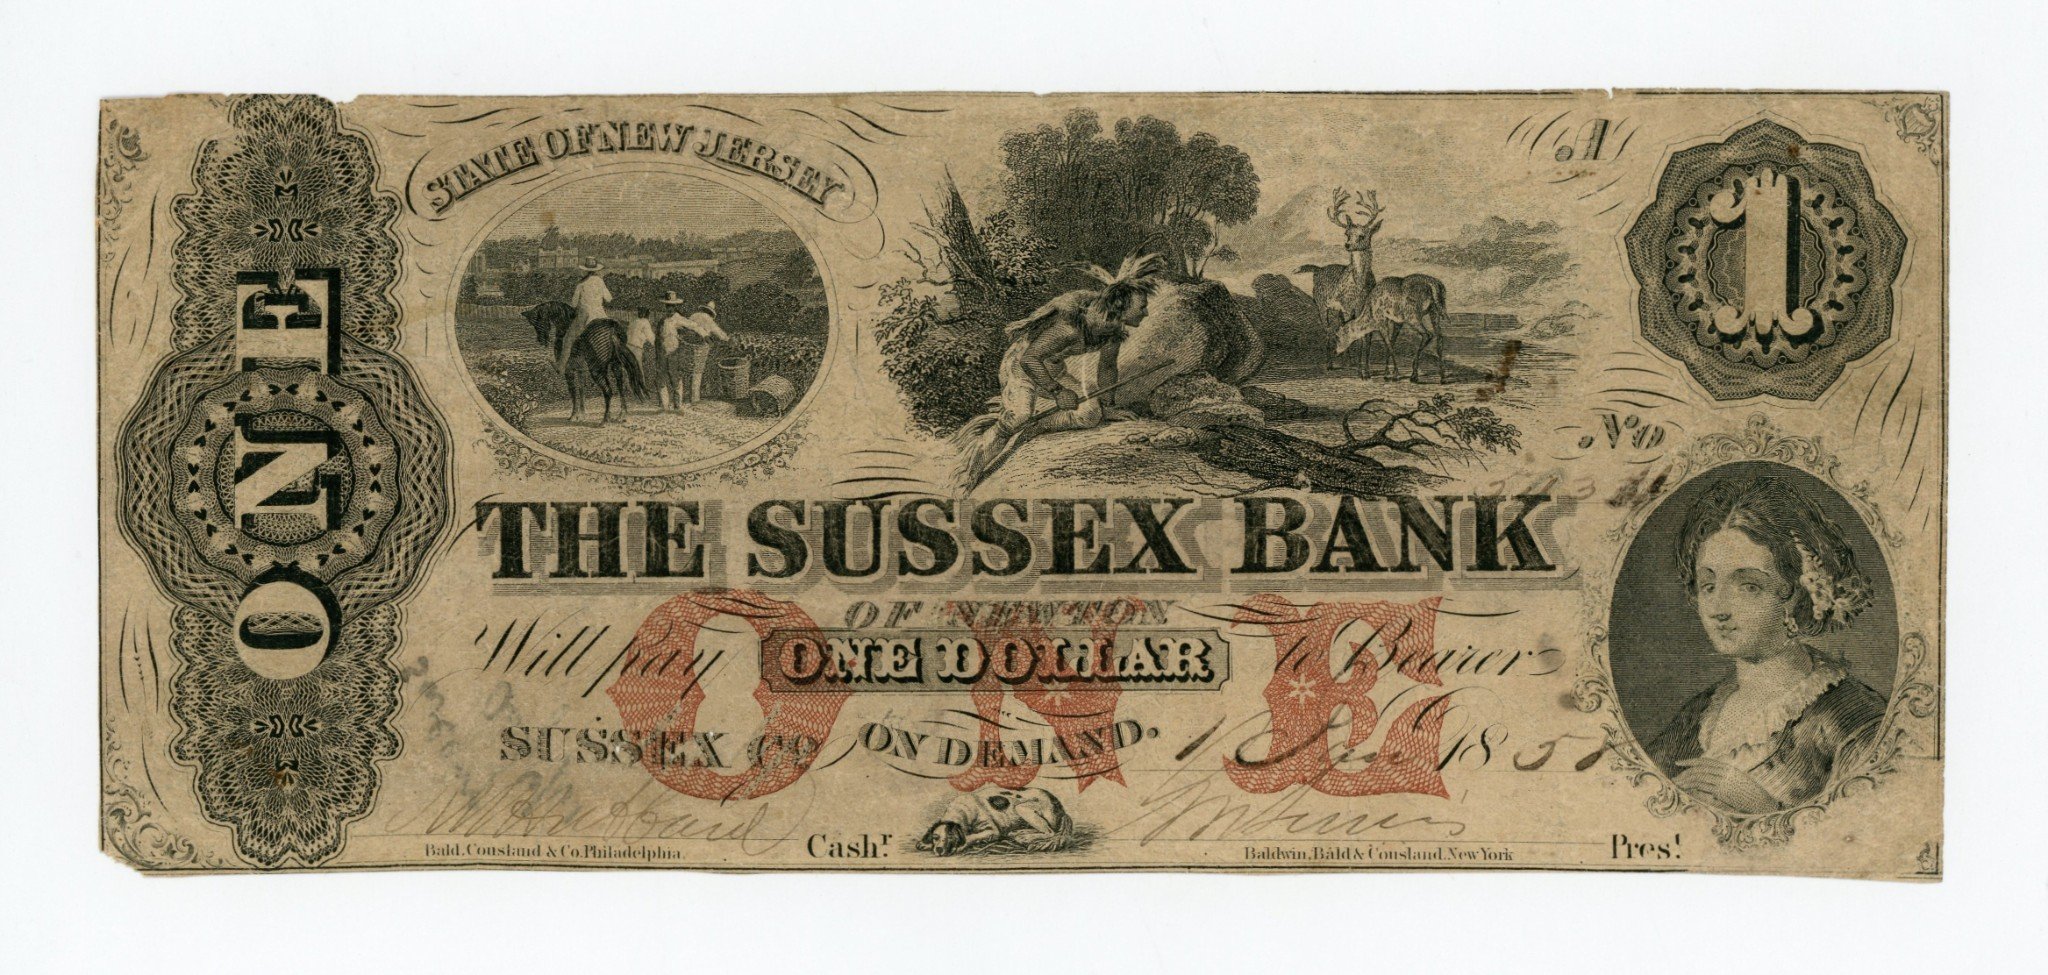 ONE
STATE OF NEW JERSEY
A
1
No
THE SUSSEX BANK
OF NEWTON
Will pay ONE DOLLAR to Bearer
ONE
SUSSEX Co. ON DEMAND. 18
Cashr.
Prest.
Bald, Cousland & Co. Philadelphia.
Baldwin, Bald & Cousland. New York